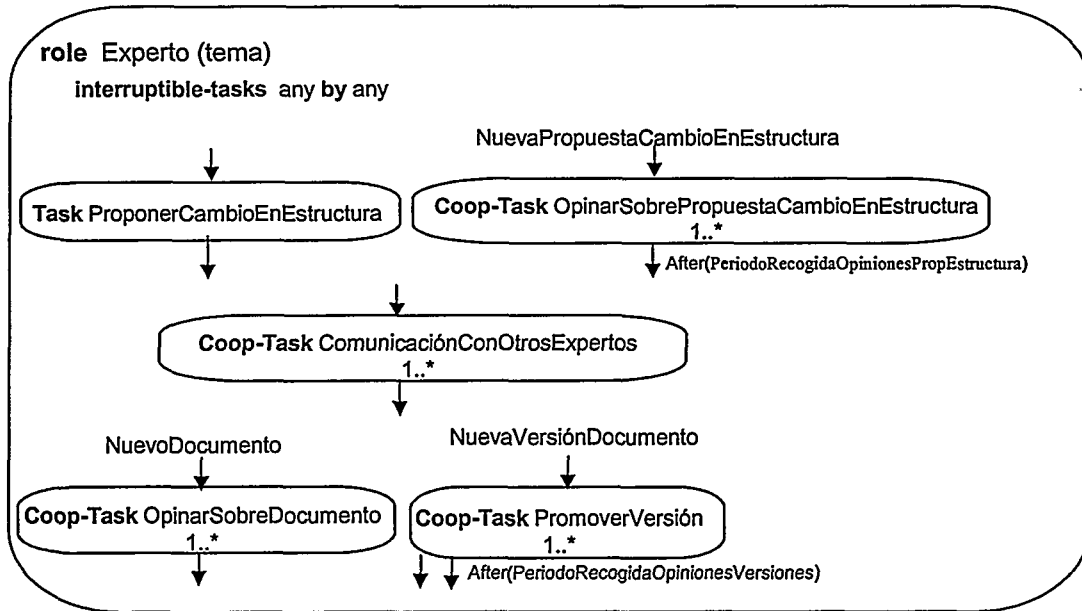 role Experto (tema)
interruptible-tasks any by any
NuevaPropuestaCambioEnEstructura
Task ProponerCambioEnEstructura
Coop-Task OpinarSobrePropuestaCambioEnEstructura
1..*
After(PeriodoRecogidaOpinionesPropEstructura)
Coop-Task ComunicaciónConOtrosExpertos
1..*
NuevoDocumento
NuevaVersiónDocumento
Coop-Task OpinarSobreDocumento
1..*
Coop-Task PromoverVersión
1..*
After(PeriodoRecogidaOpinionesVersiones)